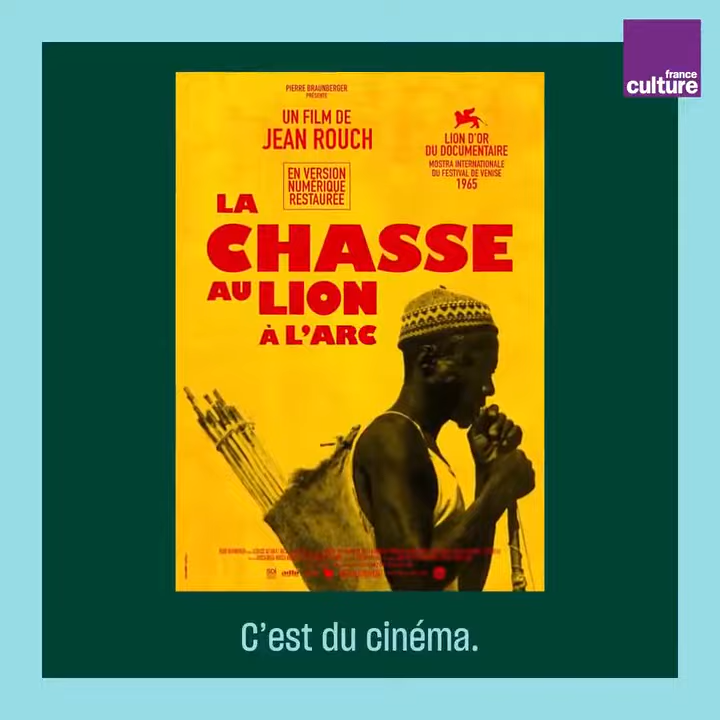 france
culture
PIERRE BRAUNBERGER
PRÉSENTE
UN FILM DE
JEAN ROUCH
LION D'OR
DU DOCUMENTAIRE
MOSTRA INTERNATIONALE
DU FESTIVAL DE VENISE
1965
EN VERSION
NUMÉRIQUE
RESTAURÉE
LA
CHASSE
AU LION
À L'ARC
C'est du cinéma.